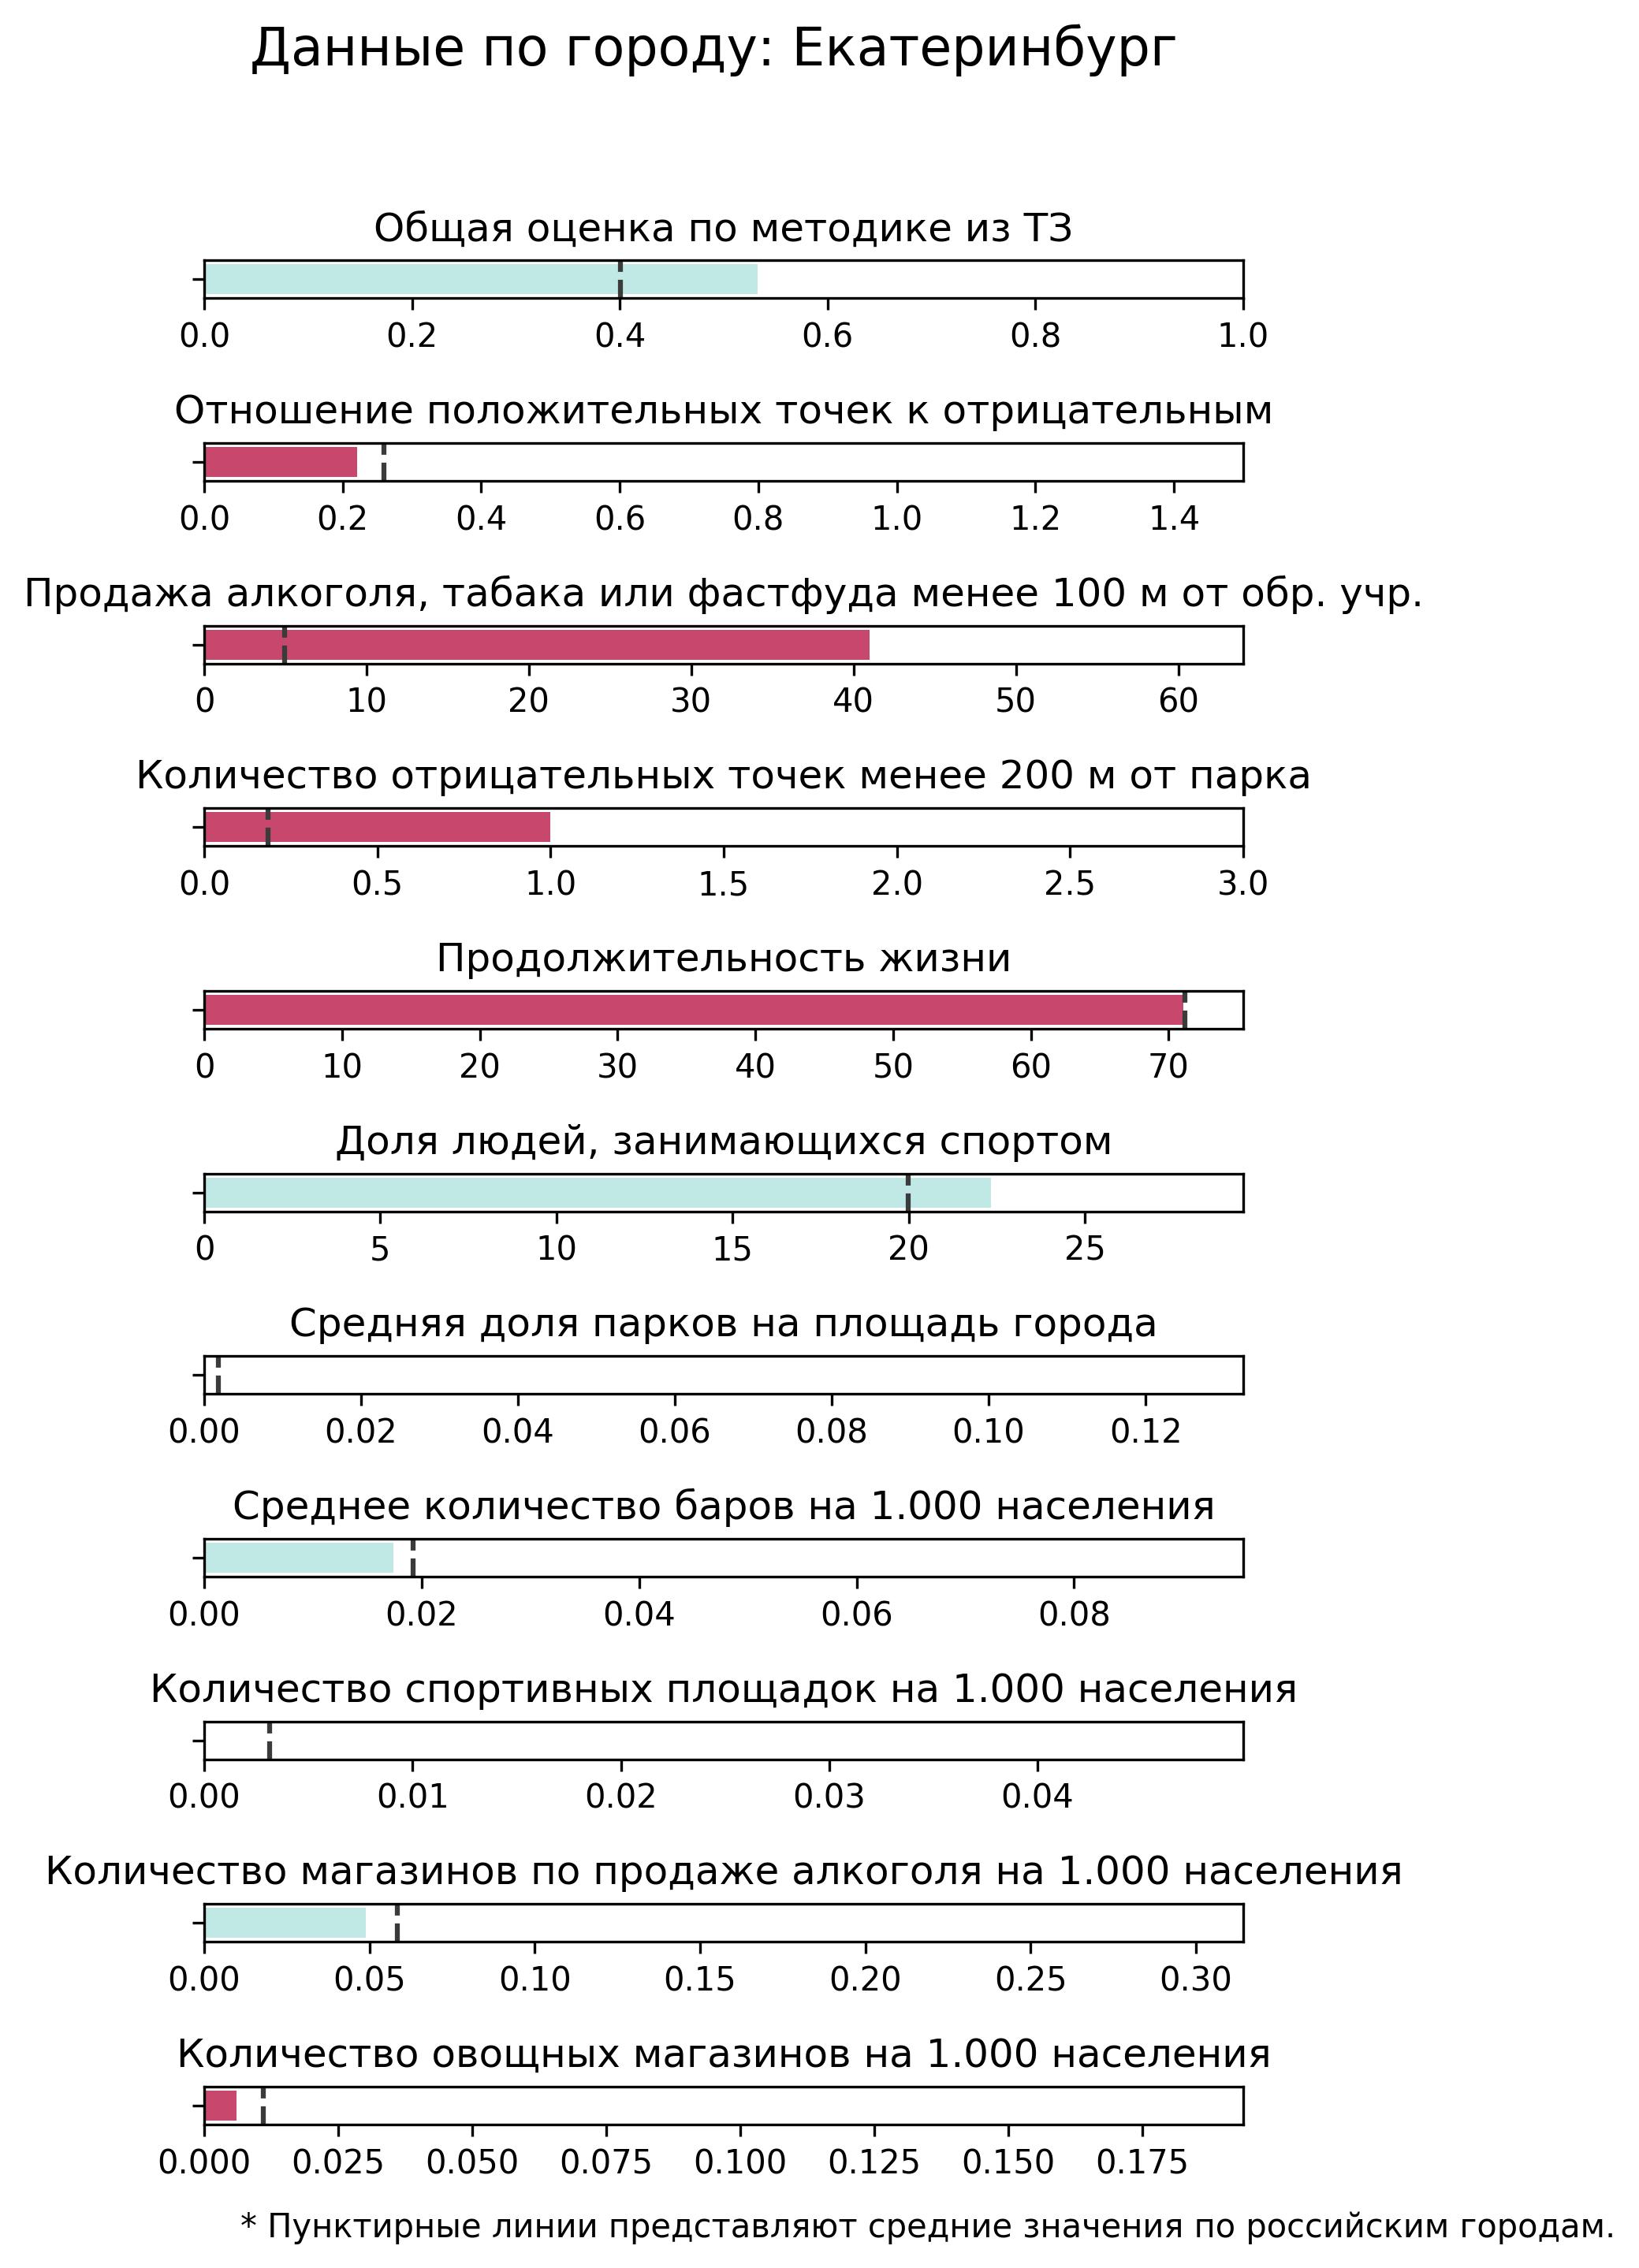 Данные по городу: Екатеринбург
Общая оценка по методике из ТЗ
0.0 0.2 0.4 0.6 0.8 1.0
Отношение положительных точек к отрицательным
0.0 0.2 0.4 0.6 0.8 1.0 1.2 1.4
Продажа алкоголя, табака или фастфуда менее 100 м от обр. учр.
0 10 20 30 40 50 60
Количество отрицательных точек менее 200 м от парка
0.0 0.5 1.0 1.5 2.0 2.5 3.0
Продолжительность жизни
0 10 20 30 40 50 60 70
Доля людей, занимающихся спортом
0 5 10 15 20 25
Средняя доля парков на площадь города
0.00 0.02 0.04 0.06 0.08 0.10 0.12
Среднее количество баров на 1.000 населения
0.00 0.02 0.04 0.06 0.08
Количество спортивных площадок на 1.000 населения
0.00 0.01 0.02 0.03 0.04
Количество магазинов по продаже алкоголя на 1.000 населения
0.00 0.05 0.10 0.15 0.20 0.25 0.30
Количество овощных магазинов на 1.000 населения
0.000 0.025 0.050 0.075 0.100 0.125 0.150 0.175
* Пунктирные линии представляют средние значения по российским городам.